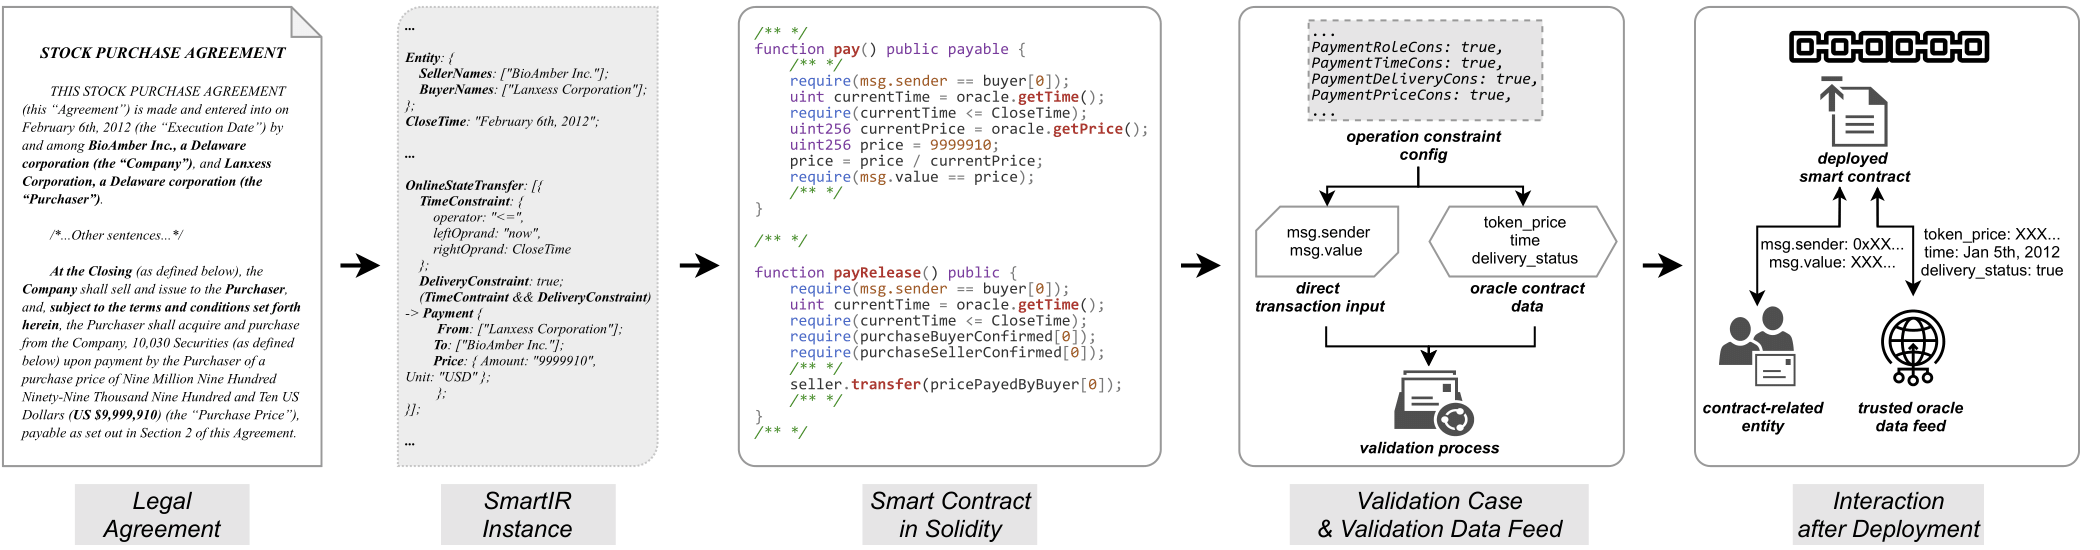 STOCK PURCHASE AGREEMENT
THIS STOCK PURCHASE AGREEMENT
(this “Agreement”) is made and entered into on
February 6th, 2012 (the “Execution Date”) by
and among BioAmber Inc., a Delaware
corporation (the “Company”), and Lanxess
Corporation, a Delaware corporation (the
“Purchaser”).
/*...Other sentences...*/
At the Closing (as defined below), the
Company shall sell and issue to the Purchaser,
and, subject to the terms and conditions set forth
herein, the Purchaser shall acquire and purchase
from the Company, 10,030 Securities (as defined
below) upon payment by the Purchaser of a
purchase price of Nine Million Nine Hundred
Ninety-Nine Thousand Nine Hundred and Ten US
Dollars (US $9,999,910) (the “Purchase Price”),
payable as set out in Section 2 of this Agreement.
Legal
Agreement
...
Entity: {
SellerNames: ["BioAmber Inc."];
BuyerNames: ["Lanxess Corporation"];
};
CloseTime: "February 6th, 2012";
...
OnlineStateTransfer: [{
TimeConstraint: {
operator: "<=",
leftOprand: "now",
rightOprand: CloseTime
};
DeliveryConstraint: true;
(TimeContraint && DeliveryConstraint)
-> Payment {
From: ["Lanxess Corporation"];
To: ["BioAmber Inc."];
Price: { Amount: "9999910",
Unit: "USD" };
};
}];
...
SmartIR
Instance
/** */
function pay() public payable {
/** */
require(msg.sender == buyer[0]);
uint currentTime = oracle.getTime();
require(currentTime <= CloseTime);
uint256 currentPrice = oracle.getPrice();
uint256 price = 9999910;
price = price / currentPrice;
require(msg.value == price);
/** */
}
/** */
function payRelease() public {
require(msg.sender == buyer[0]);
uint currentTime = oracle.getTime();
require(currentTime <= CloseTime);
require(purchaseBuyerConfirmed[0]);
require(purchaseSellerConfirmed[0]);
/** */
seller.transfer(pricePayedByBuyer[0]);
/** */
}
/** */
Smart Contract
in Solidity
...
PaymentRoleCons: true,
PaymentTimeCons: true,
PaymentDeliveryCons: true,
PaymentPriceCons: true,
...
operation constraint
config
msg.sender
msg.value
direct
transaction input
token_price
time
delivery_status
oracle contract
data
validation process
Validation Case
& Validation Data Feed
deployed
smart contract
msg.sender: 0xXX...
msg.value: XXX...
token_price: XXX...
time: Jan 5th, 2012
delivery_status: true
contract-related
entity
trusted oracle
data feed
Interaction
after Deployment